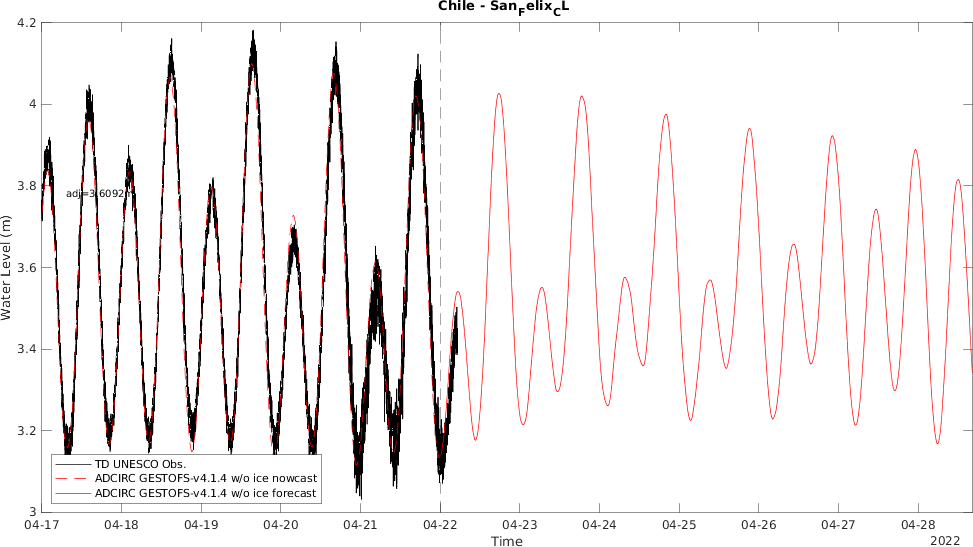 Chile - SanFelixCL
4.2
4
3.8
3.6
3.4
3.2
3
Water Level (m)
adj=3.6092
TD UNESCO Obs.
ADCIRC GESTOFS-v4.1.4 w/o ice nowcast
ADCIRC GESTOFS-v4.1.4 w/o ice forecast
04-17 04-18 04-19 04-20 04-21 04-22 04-23 04-24 04-25 04-26 04-27 04-28
Time
2022